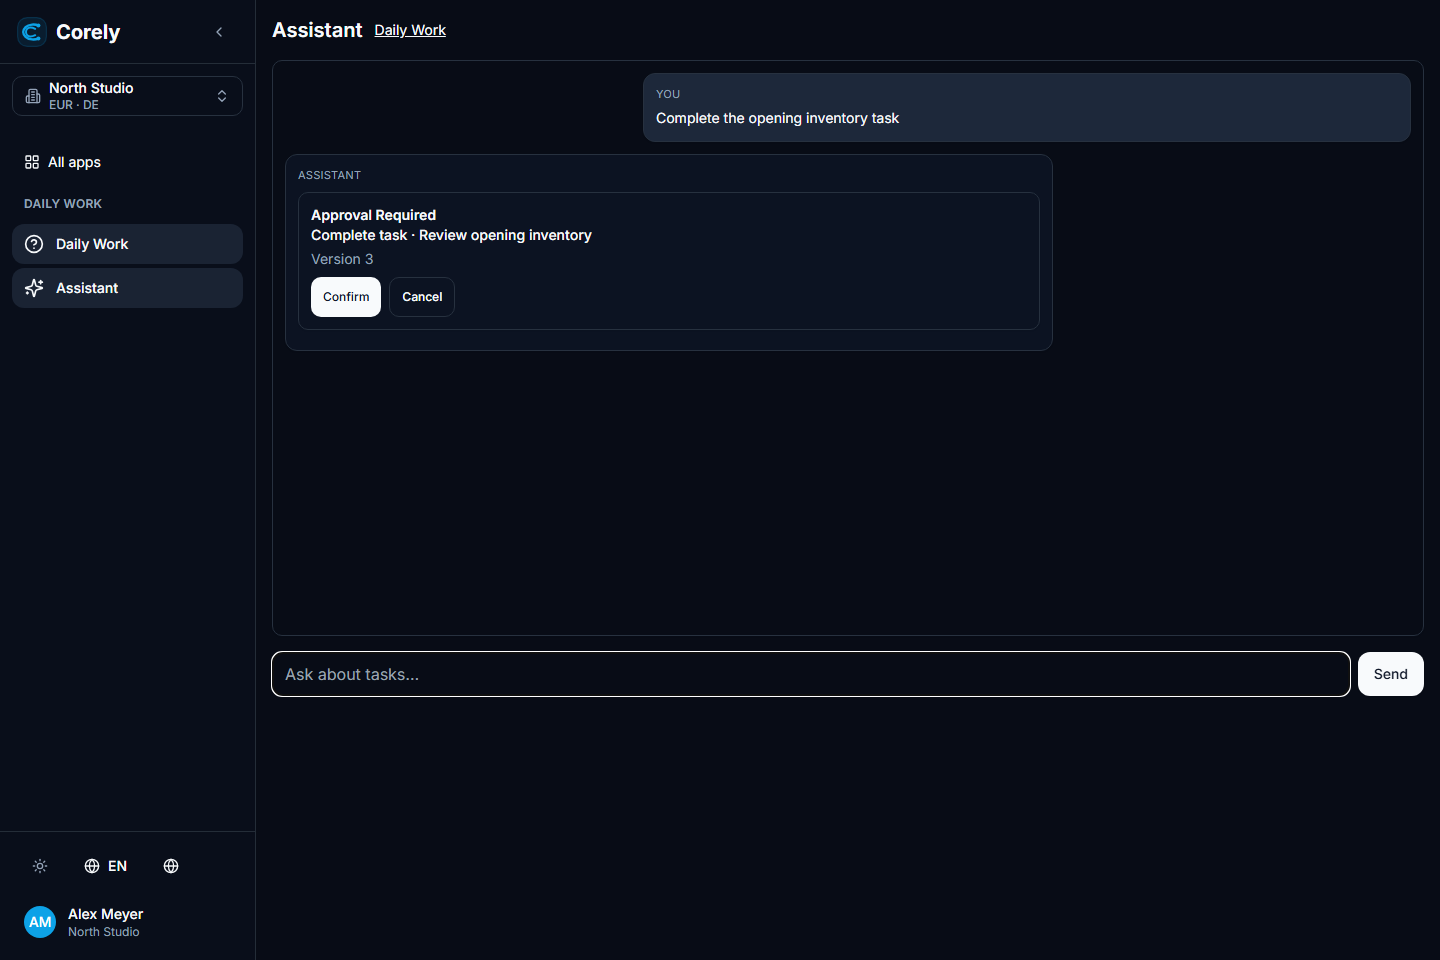 Corely
North Studio
EUR · DE
All apps
DAILY WORK
Daily Work
Assistant
EN
AM
Alex Meyer
North Studio
Assistant
Daily Work
YOU
Complete the opening inventory task
ASSISTANT
Approval Required
Complete task · Review opening inventory
Version 3
Confirm
Cancel
Ask about tasks...
Send